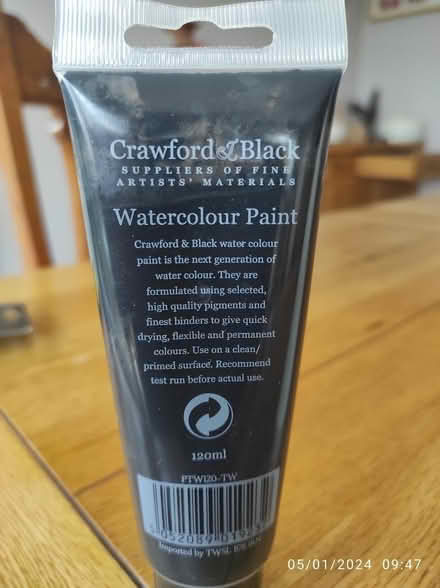 Crawford & Black
SUPPLIERS OF FINE
ARTISTS' MATERIALS
Watercolour Paint
Crawford & Black water colour
paint is the next generation of
water colour. They are
formulated using selected,
high quality pigments and
finest binders to give quick
drying, flexible and permanent
colours. Use on a clean/
primed surface. Recommend
test run before actual use.
120ml
PTW120-TW
Imported by TWSL
05/01/2024 09:47